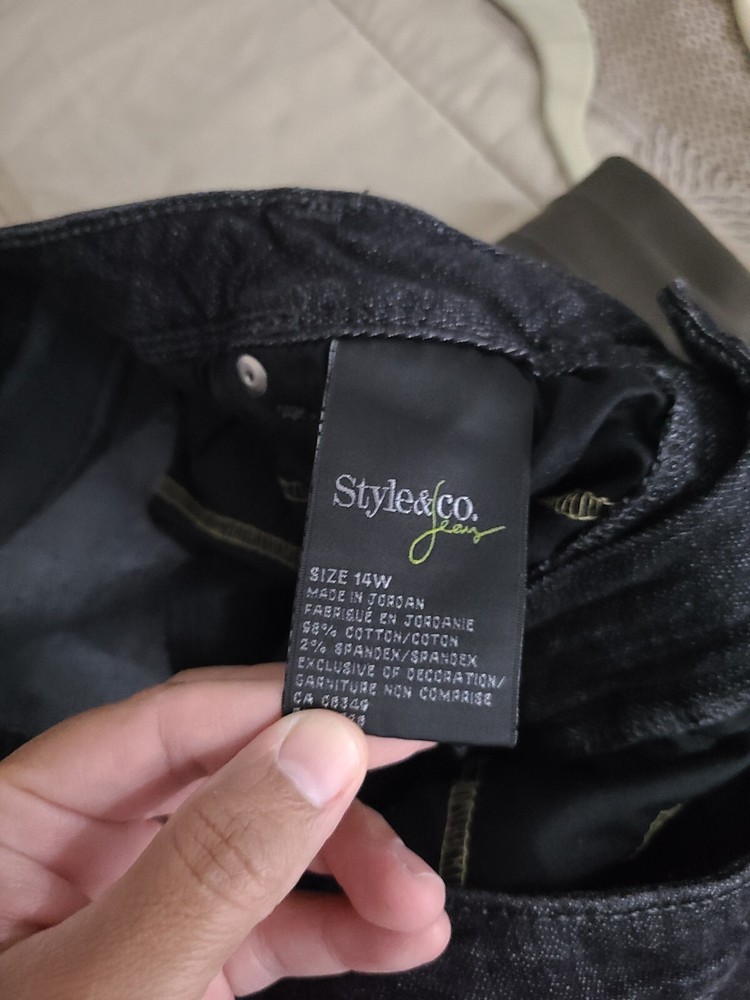 Style&co.
Jeans
SIZE 14W
MADE IN JORDAN
FABRIQUÉ EN JORDANIE
98% COTTON/COTON
2% SPANDEX/SPANDEX
EXCLUSIVE OF DECORATION/
GARNITURE NON COMPRISE
CA 06349